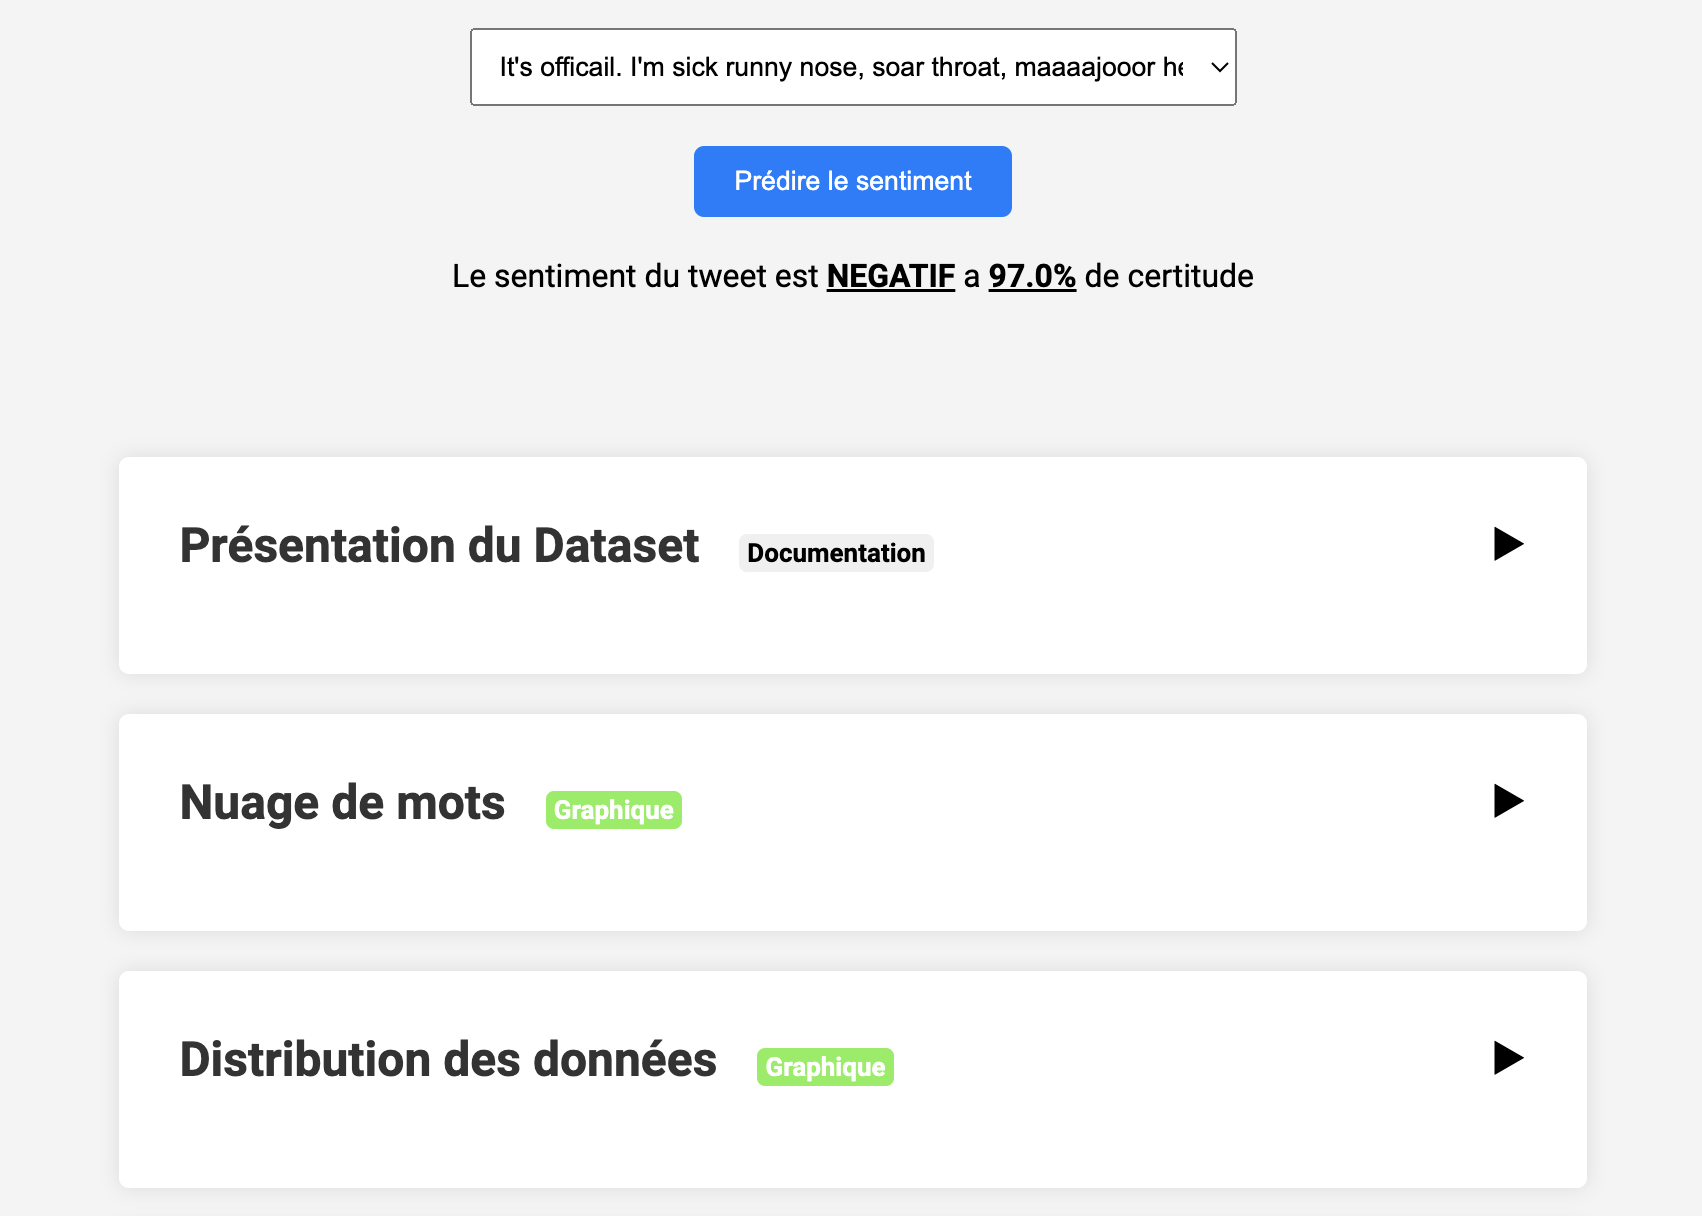 It's officail. I'm sick runny nose, soar throat, maaaajooor
Prédire le sentiment
Le sentiment du tweet est NEGATIF a 97.0% de certitude
Présentation du Dataset Documentation
Nuage de mots Graphique
Distribution des données Graphique